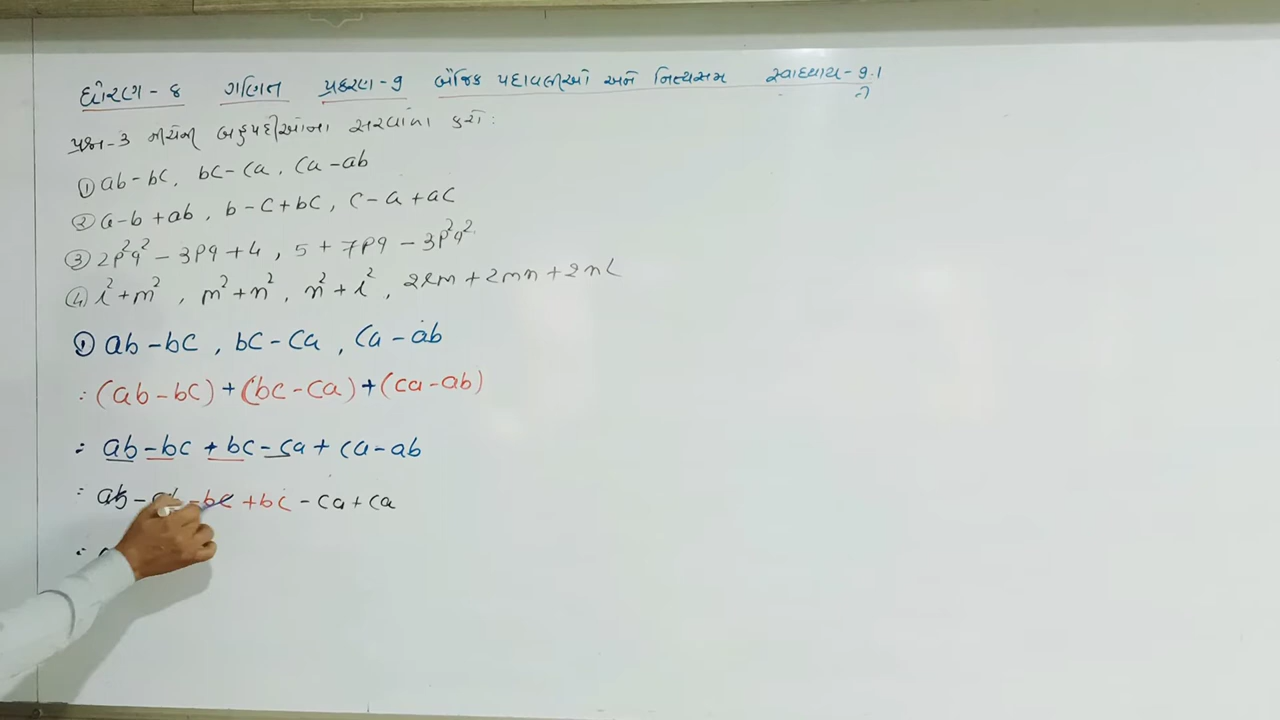 ધોરણ - ૮ ગણિત પ્રકરણ - 9 બૈજિક પદાવલીઓ અને નિત્યસમ સ્વાધ્યાય - 9.1
પ્રશ્ન - 3 નીચેની બહુપદીઓના સરવાળા કરો :
① ab - bc, bc - ca, ca - ab
② a - b + ab, b - c + bc, c - a + ac
③ 2p²q² - 3pq + 4, 5 + 7pq - 3p²q²
④ l² + m², m² + n², n² + l², 2lm + 2mn + 2nl
① ab - bc, bc - ca, ca - ab
: (ab - bc) + (bc - ca) + (ca - ab)
: ab - bc + bc - ca + ca - ab
: ab - - bc + bc - ca + ca
: